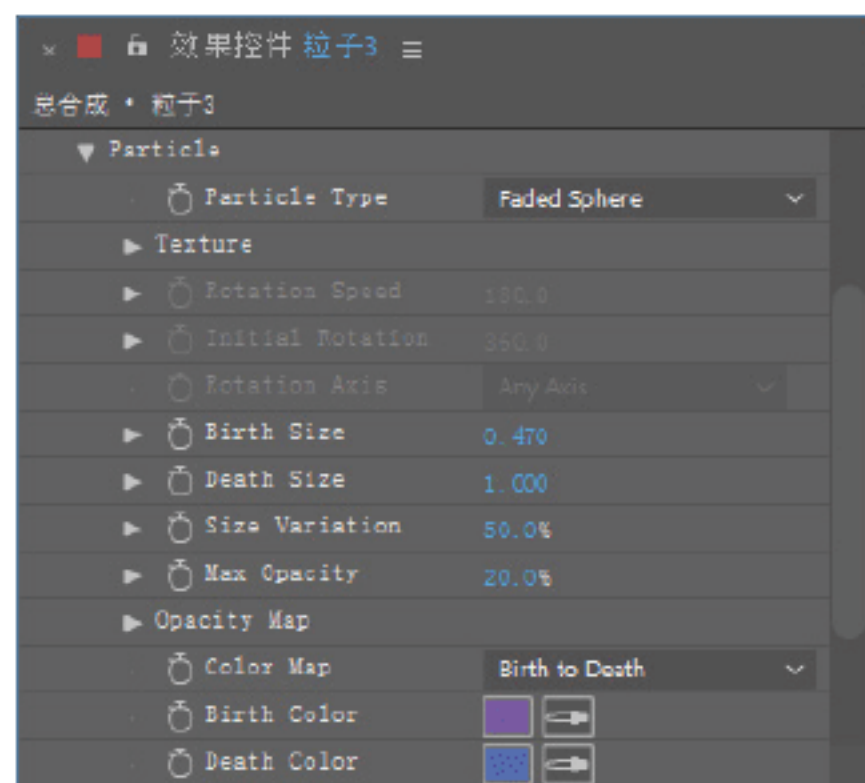 效果控件 粒子3
总合成 • 粒子3
Particle
Particle Type Faded Sphere
Texture
Rotation Speed 180.0
Initial Rotation 360.0
Rotation Axis Any Axis
Birth Size 0.470
Death Size 1.000
Size Variation 50.0%
Max Opacity 20.0%
Opacity Map
Color Map Birth to Death
Birth Color
Death Color